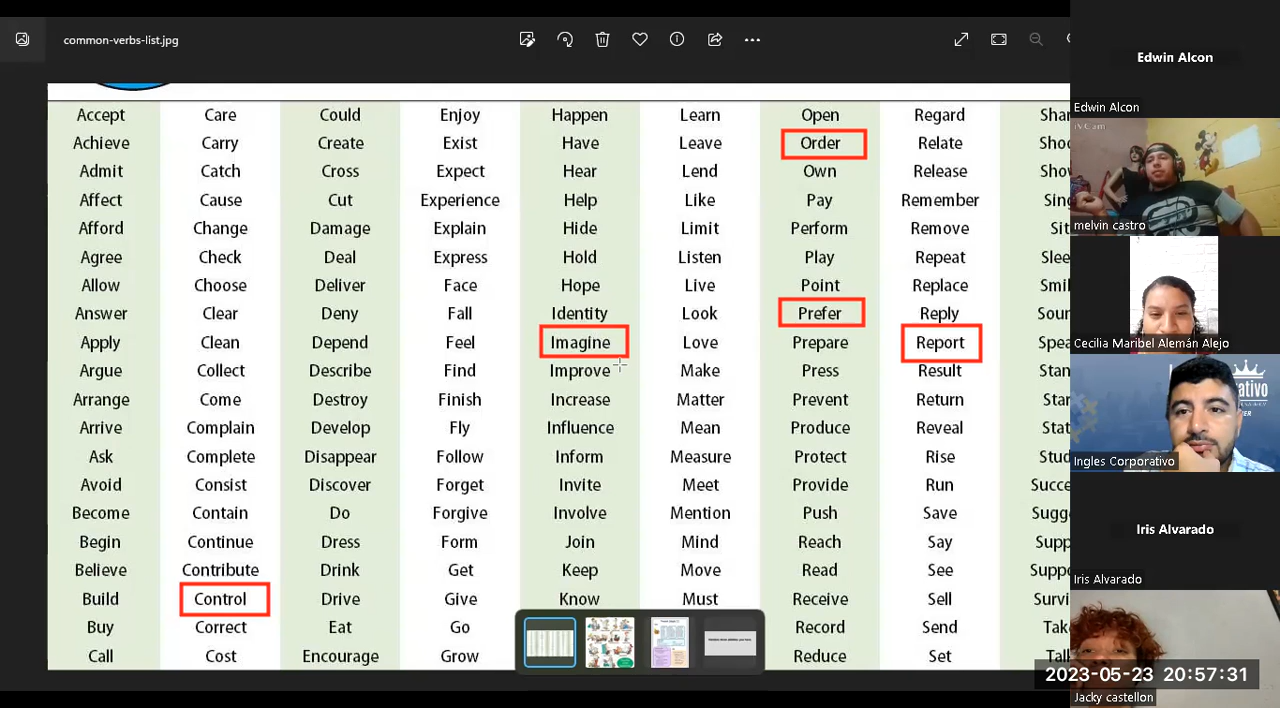 common-verbs-list.jpg
Edwin Alcon
Edwin Alcon
Accept Care Could Enjoy Happen Learn Open Regard
Achieve Carry Create Exist Have Leave Order Relate
Admit Catch Cross Expect Hear Lend Own Release
Affect Cause Cut Experience Help Like Pay Remember
Afford Change Damage Explain Hide Limit Perform Remove
Agree Check Deal Express Hold Listen Play Repeat
Allow Choose Deliver Face Hope Live Point Replace
Answer Clear Deny Fall Identity Look Prefer Reply
Apply Clean Depend Feel Imagine Love Prepare Report
Argue Collect Describe Find Improve Make Press Result
Arrange Come Destroy Finish Increase Matter Prevent Return
Arrive Complain Develop Fly Influence Mean Produce Reveal
Ask Complete Disappear Follow Inform Measure Protect Rise
Avoid Consist Discover Forget Invite Meet Provide Run
Become Contain Do Forgive Involve Mention Push Save
Begin Continue Dress Form Join Mind Reach Say
Believe Contribute Drink Get Keep Move Read See
Build Control Drive Give Know Must Receive Sell
Buy Correct Eat Go Record Send
Call Cost Encourage Grow Reduce Set
iVCam
melvin castro
Cecilia Maribel Alemán Alejo
Ingles Corporativo
Iris Alvarado
Iris Alvarado
2023-05-23 20:57:31
Jacky castellon